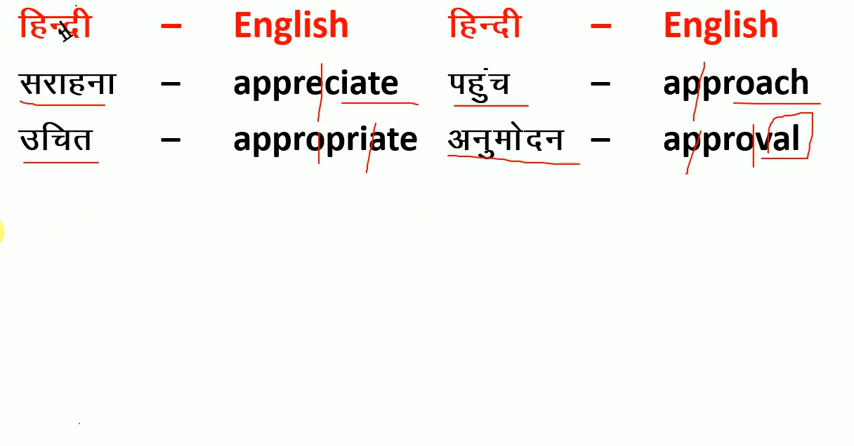 हिन्दी – English हिन्दी – English
सराहना – appreciate पहुंच – approach
उचित – appropriate अनुमोदन – approval